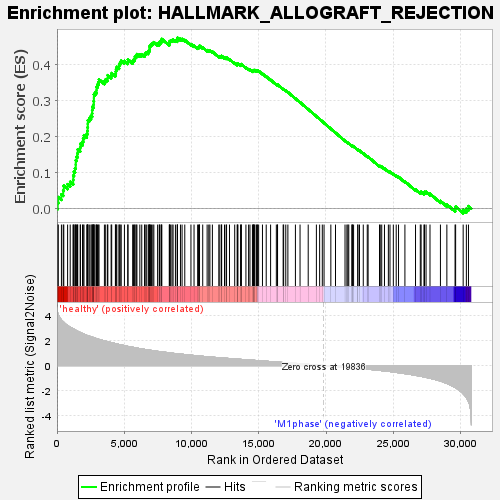 Enrichment plot: HALLMARK_ALLOGRAFT_REJECTION
Enrichment score (ES)
0.4
0.3
0.2
0.1
0.0
'healthy' (positively correlated)
Ranked list metric (Signal2Noise)
4
2
0
-2
-4
Zero cross at 19836
'M1phase' (negatively correlated)
0 5,000 10,000 15,000 20,000 25,000 30,000
Rank in Ordered Dataset
Enrichment profile Hits Ranking metric scores